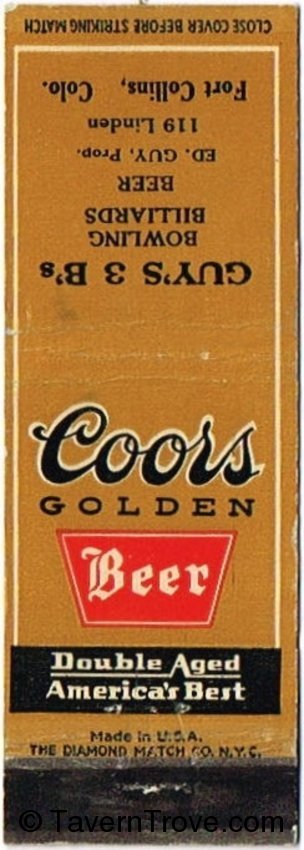 CLOSE COVER BEFORE STRIKING MATCH
GUY'S 3 B's
BOWLING
BILLIARDS
BEER
ED. GUY, Prop.
119 Linden
Fort Collins, Colo.
Coors
GOLDEN
Beer
Double Aged
America's Best
Made in U.S.A.
THE DIAMOND MATCH CO. N.Y.C.
© TavernTrove.com